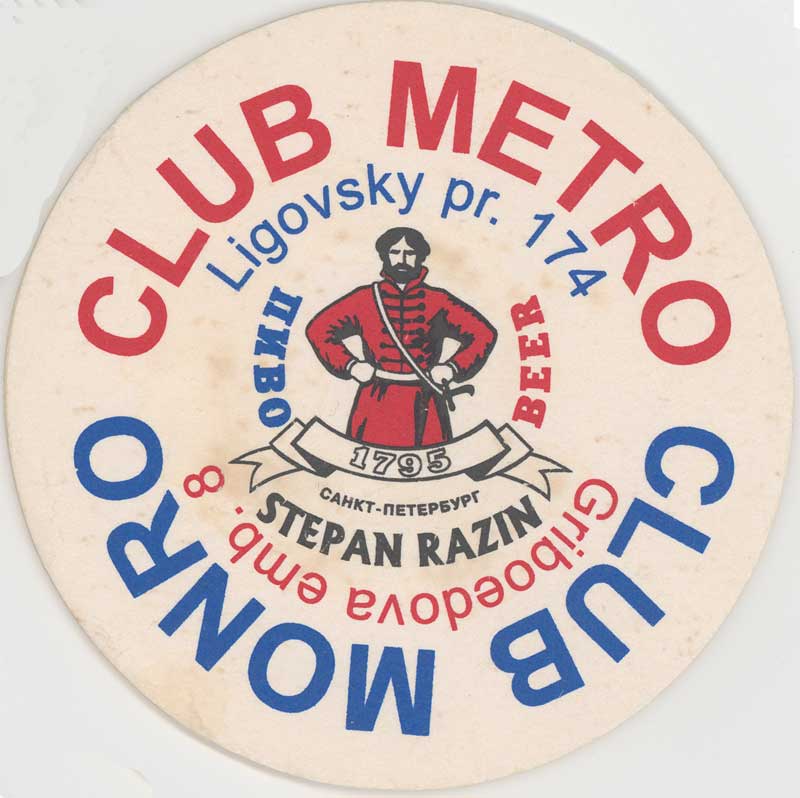 CLUB METRO
Ligovsky pr. 174
ПИВО
BEER
1795
САНКТ-ПЕТЕРБУРГ
STEPAN RAZIN
Griboedova emb. 8
CLUB MONRO